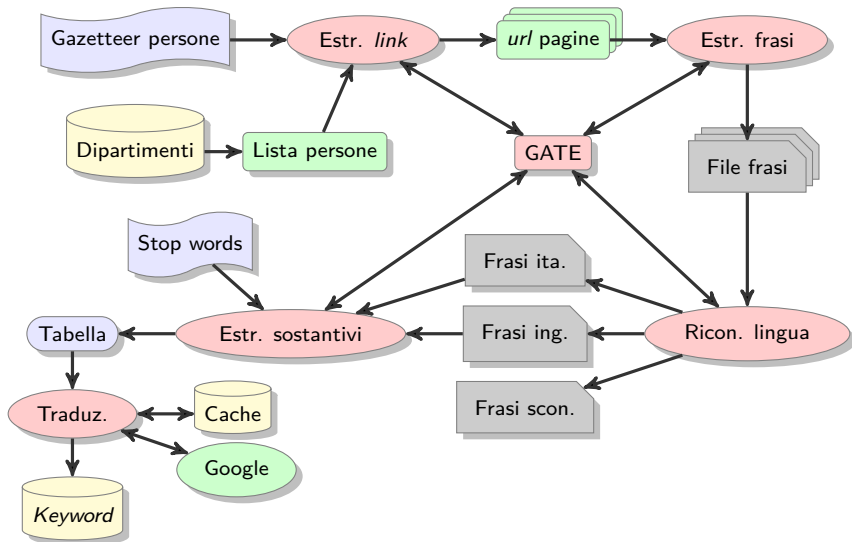 Gazetteer persone
Estr. link
url pagine
Estr. frasi
Dipartimenti
Lista persone
GATE
File frasi
Stop words
Frasi ita.
Tabella
Estr. sostantivi
Frasi ing.
Ricon. lingua
Traduz.
Cache
Frasi scon.
Google
Keyword